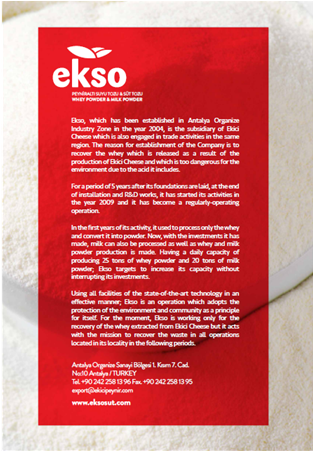 ekso
PEYNİRALTI SUYU TOZU & SÜT TOZU
WHEY POWDER & MILK POWDER
Ekso, which has been established in Antalya Organize
Industry Zone in the year 2004, is the subsidiary of Ekici
Cheese which is also engaged in trade activities in the same
region. The reason for establishment of the Company is to
recover the whey which is released as a result of the
production of Ekici Cheese and which is too dangerous for the
environment due to the acid it includes.
For a period of 5 years after its foundations are laid, at the end
of installation and R&D works, it has started its activities in
the year 2009 and it has become a regularly-operating
operation.
In the first years of its activity, it used to process only the whey
and convert it into powder. Now, with the investments it has
made, milk can also be processed as well as whey and milk
powder production is made. Having a daily capacity of
producing 25 tons of whey powder and 20 tons of milk
powder; Ekso targets to increase its capacity without
interrupting its investments.
Using all facilities of the state-of-the-art technology in an
effective manner; Ekso is an operation which adopts the
protection of the environment and community as a principle
for itself. For the moment, Ekso is working only for the
recovery of the whey extracted from Ekici Cheese but it acts
with the mission to recover the waste in all operations
located in its locality in the following periods.
Antalya Organize Sanayi Bölgesi 1. Kısım 7. Cad.
No:10 Antalya / TURKEY
Tel. +90 242 258 13 96 Fax. +90 242 258 13 95
export@ekicipeynir.com
www.eksosut.com